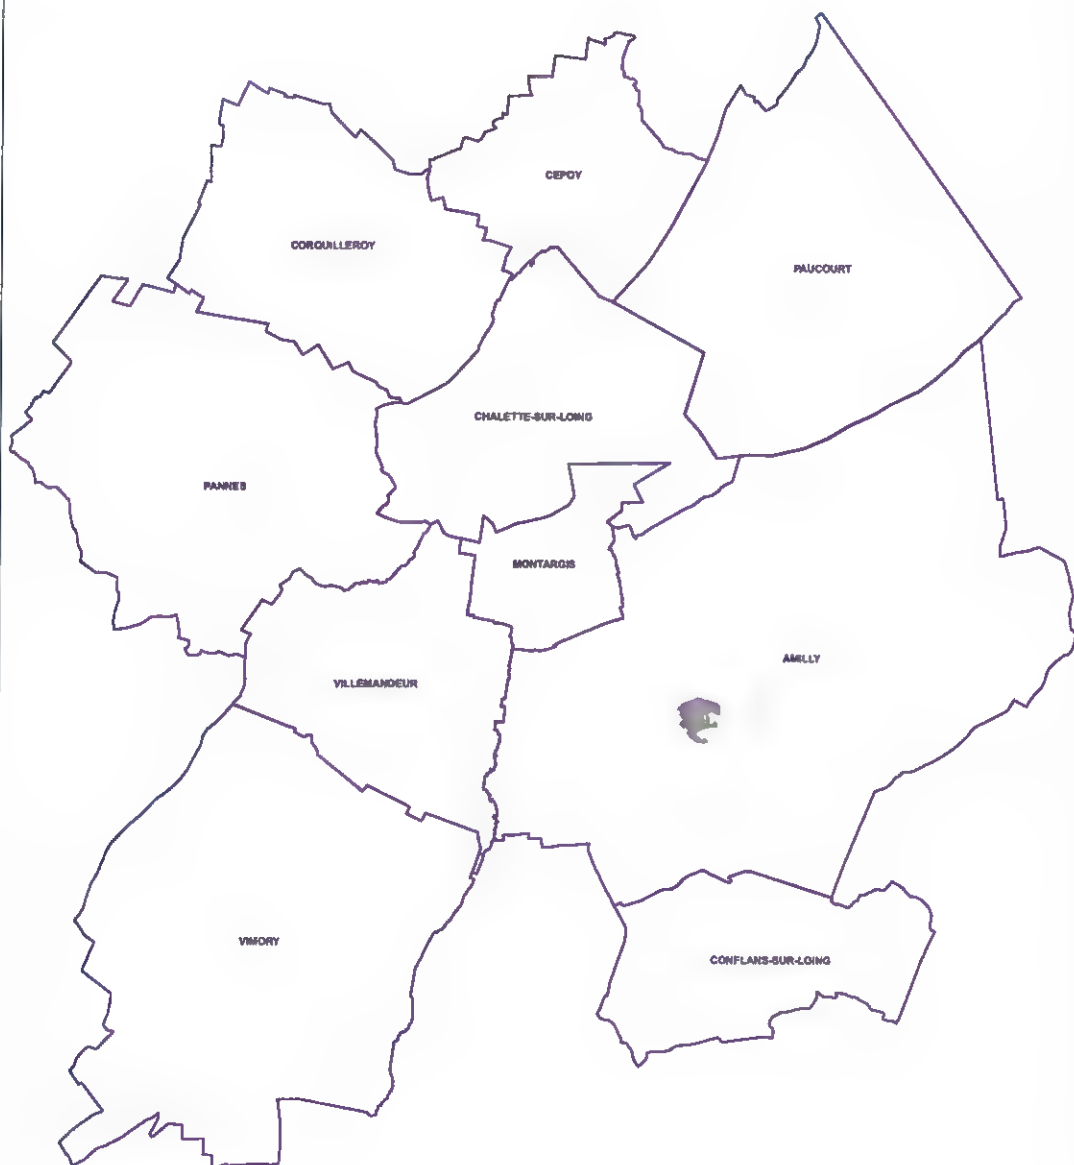 CEPOY
CORQUILLEROY
PAUCOURT
CHALETTE-SUR-LOING
PANNES
MONTARGIS
AMILLY
VILLEMANDEUR
VIMORY
CONFLANS-SUR-LOING